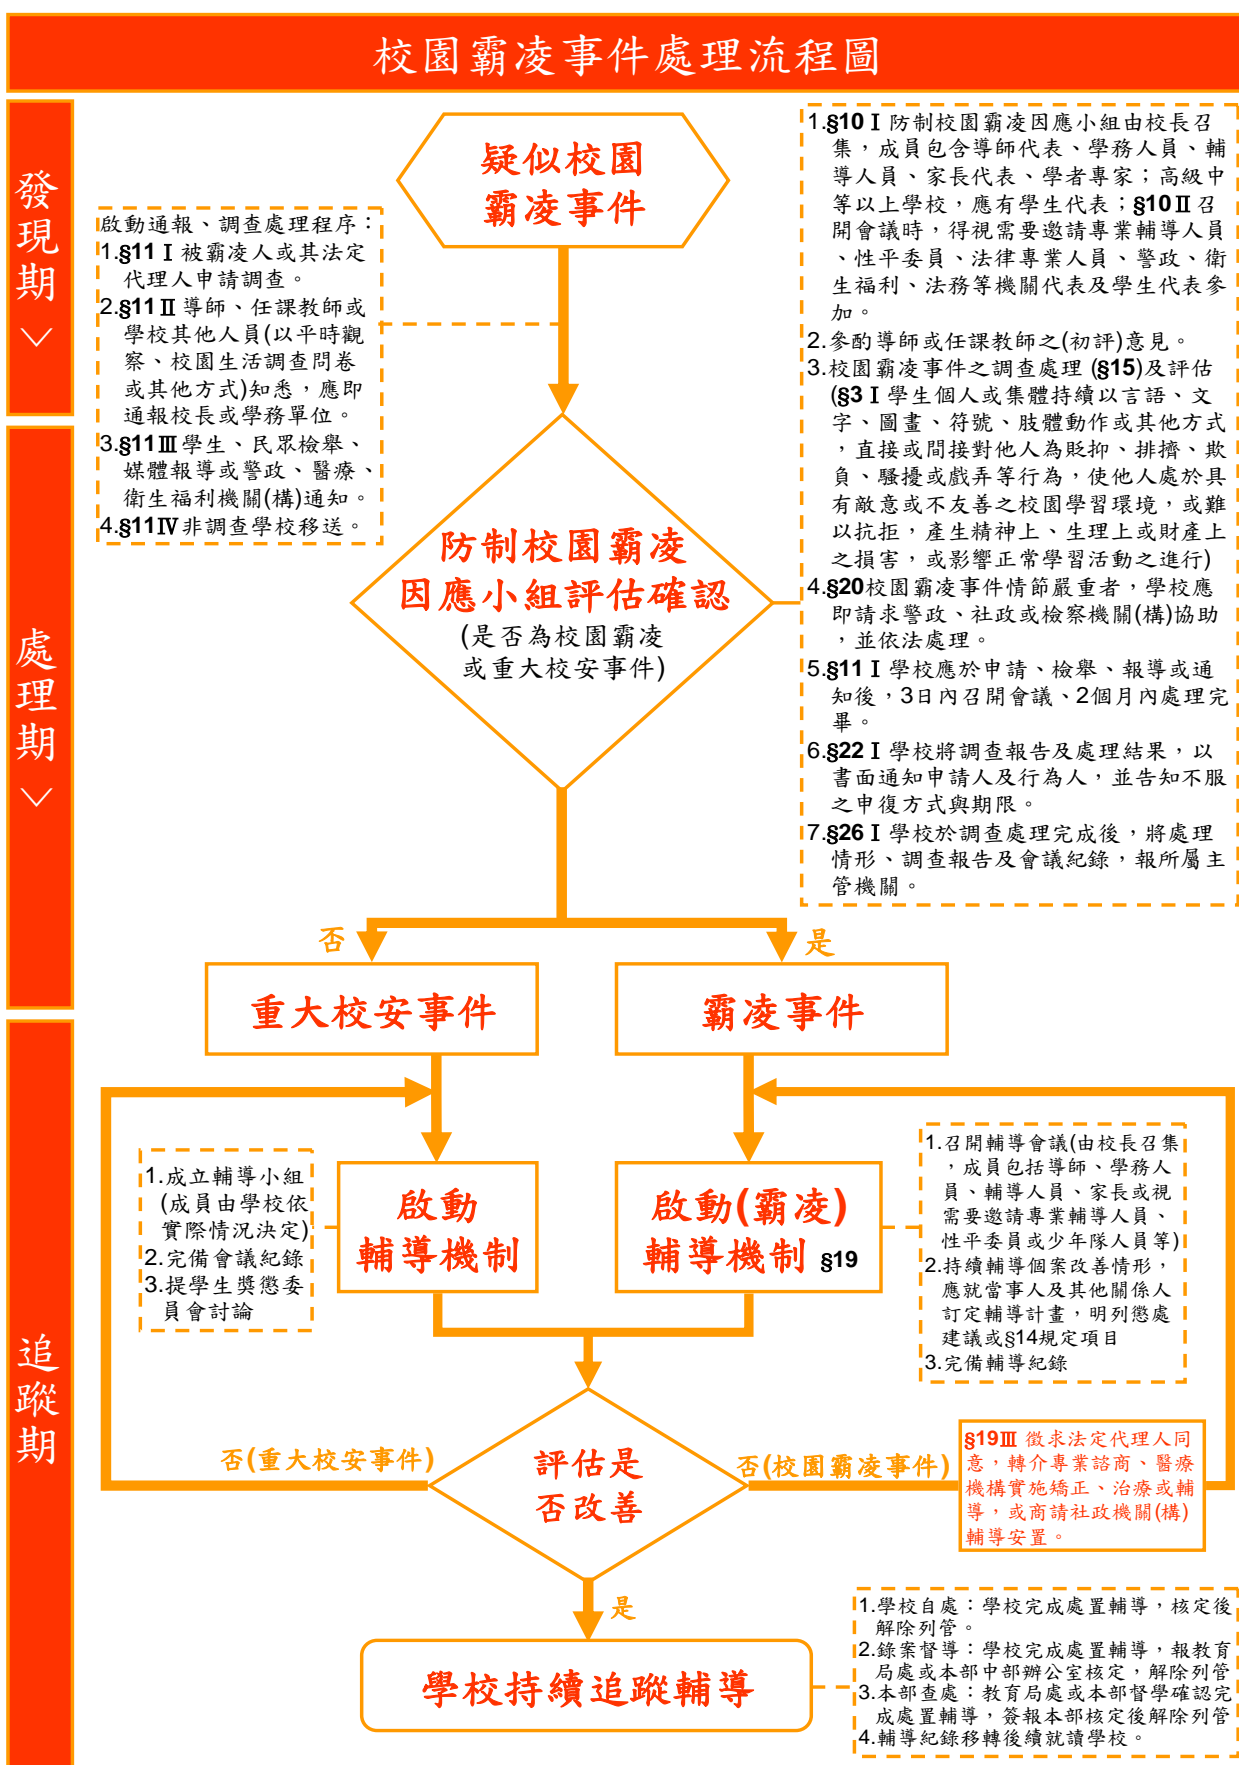 校園霸凌事件處理流程圖
發現期
疑似校園
霸凌事件
啟動通報、調查處理程序：
1.§11Ⅰ被霸凌人或其法定
代理人申請調查。
2.§11Ⅱ導師、任課教師或
學校其他人員(以平時觀
察、校園生活調查問卷
或其他方式)知悉，應即
通報校長或學務單位。
3.§11Ⅲ學生、民眾檢舉、
媒體報導或警政、醫療、
衛生福利機關(構)通知。
4.§11Ⅳ非調查學校移送。
1.§10Ⅰ防制校園霸凌因應小組由校長召
集，成員包含導師代表、學務人員、輔
導人員、家長代表、學者專家；高級中
等以上學校，應有學生代表；§10Ⅱ召
開會議時，得視需要邀請專業輔導人員
、性平委員、法律專業人員、警政、衛
生福利、法務等機關代表及學生代表參
加。
2.參酌導師或任課教師之(初評)意見。
3.校園霸凌事件之調查處理 (§15)及評估
(§3Ⅰ學生個人或集體持續以言語、文
字、圖畫、符號、肢體動作或其他方式
，直接或間接對他人為貶抑、排擠、欺
負、騷擾或戲弄等行為，使他人處於具
有敵意或不友善之校園學習環境，或難
以抗拒，產生精神上、生理上或財產上
之損害，或影響正常學習活動之進行)
4.§20校園霸凌事件情節嚴重者，學校應
即請求警政、社政或檢察機關(構)協助
，並依法處理。
5.§11Ⅰ學校應於申請、檢舉、報導或通
知後，3日內召開會議、2個月內處理完
畢。
6.§22Ⅰ學校將調查報告及處理結果，以
書面通知申請人及行為人，並告知不服
之申復方式與期限。
7.§26Ⅰ學校於調查處理完成後，將處理
情形、調查報告及會議紀錄，報所屬主
管機關。
處理期
防制校園霸凌
因應小組評估確認
(是否為校園霸凌
或重大校安事件)
否
是
重大校安事件
霸凌事件
追蹤期
1.成立輔導小組
(成員由學校依
實際情況決定)
2.完備會議紀錄
3.提學生獎懲委
員會討論
啟動
輔導機制
啟動(霸凌)
輔導機制 §19
1.召開輔導會議(由校長召集
，成員包括導師、學務人
員、輔導人員、家長或視
需要邀請專業輔導人員、
性平委員或少年隊人員等)
2.持續輔導個案改善情形，
應就當事人及其他關係人
訂定輔導計畫，明列懲處
建議或§14規定項目
3.完備輔導紀錄
否(重大校安事件)
評估是
否改善
否(校園霸凌事件)
§19Ⅲ 徵求法定代理人同
意，轉介專業諮商、醫療
機構實施矯正、治療或輔
導，或商請社政機關(構)
輔導安置。
是
學校持續追蹤輔導
1.學校自處：學校完成處置輔導，核定後
解除列管。
2.錄案督導：學校完成處置輔導，報教育
局處或本部中部辦公室核定，解除列管
3.本部查處：教育局處或本部督學確認完
成處置輔導，簽報本部核定後解除列管
4.輔導紀錄移轉後續就讀學校。